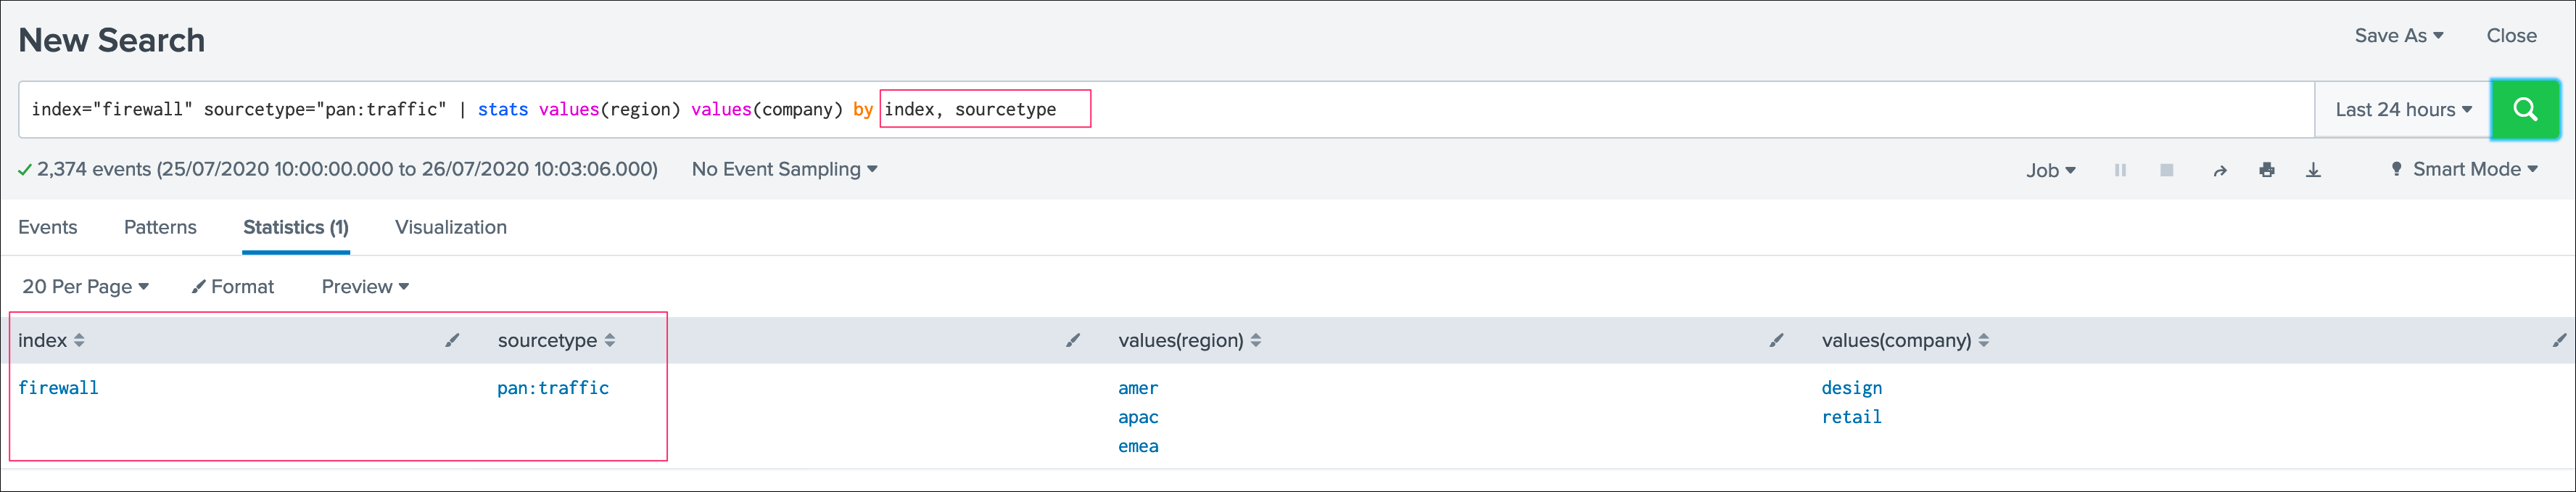 New Search
Save As
Close
index="firewall" sourcetype="pan:traffic" | stats values(region) values(company) by index, sourcetype
Last 24 hours
2,374 events (25/07/2020 10:00:00.000 to 26/07/2020 10:03:06.000)
No Event Sampling
Job
Smart Mode
Events
Patterns
Statistics (1)
Visualization
20 Per Page
Format
Preview
index
sourcetype
values(region)
values(company)
firewall
pan:traffic
amer
design
apac
retail
emea